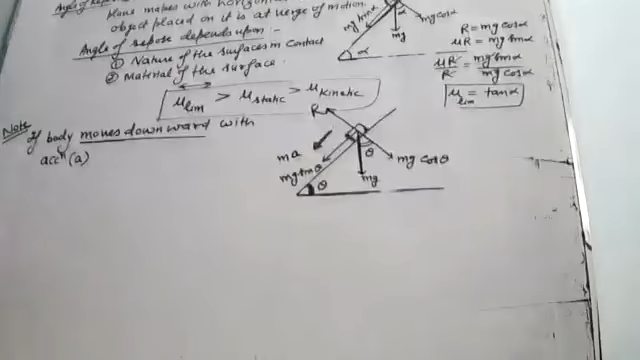 plane makes with horizon
object placed on it is at verge of motion.
Angle of repose depends upon :-
① Nature of the surfaces in contact
② Material of the surface.
μlim > μstatic > μkinetic
Note
If body moves downward with
accⁿ (a)
mg sinα
mg cosα
mg
α
R = mg cosα
μR = mg sinα
μR/R = mg sinα/mg cosα
μlim = tanα
R
ma
mg sinθ
θ
mg cosθ
mg
θ